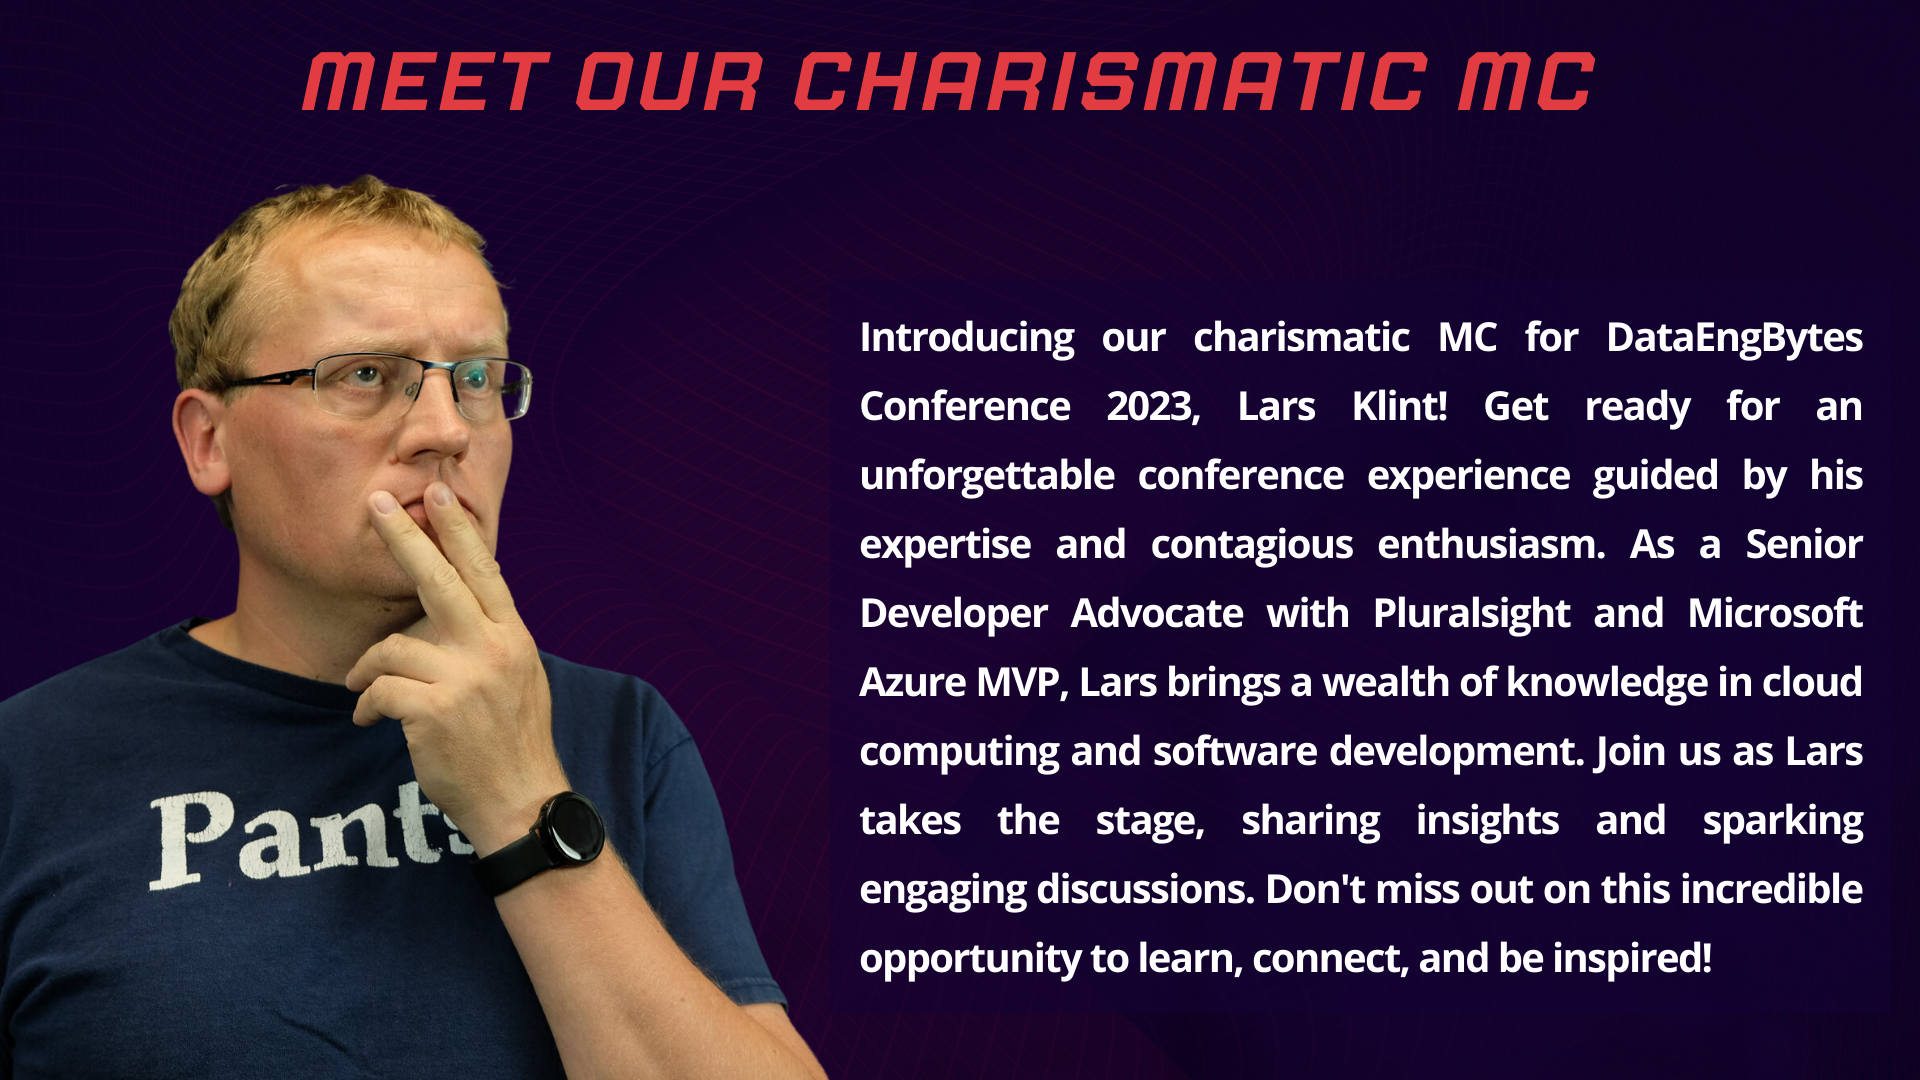 MEET OUR CHARISMATIC MC
Introducing our charismatic MC for DataEngBytes
Conference 2023, Lars Klint! Get ready for an
unforgettable conference experience guided by his
expertise and contagious enthusiasm. As a Senior
Developer Advocate with Pluralsight and Microsoft
Azure MVP, Lars brings a wealth of knowledge in cloud
computing and software development. Join us as Lars
takes the stage, sharing insights and sparking
engaging discussions. Don't miss out on this incredible
opportunity to learn, connect, and be inspired!
Pants